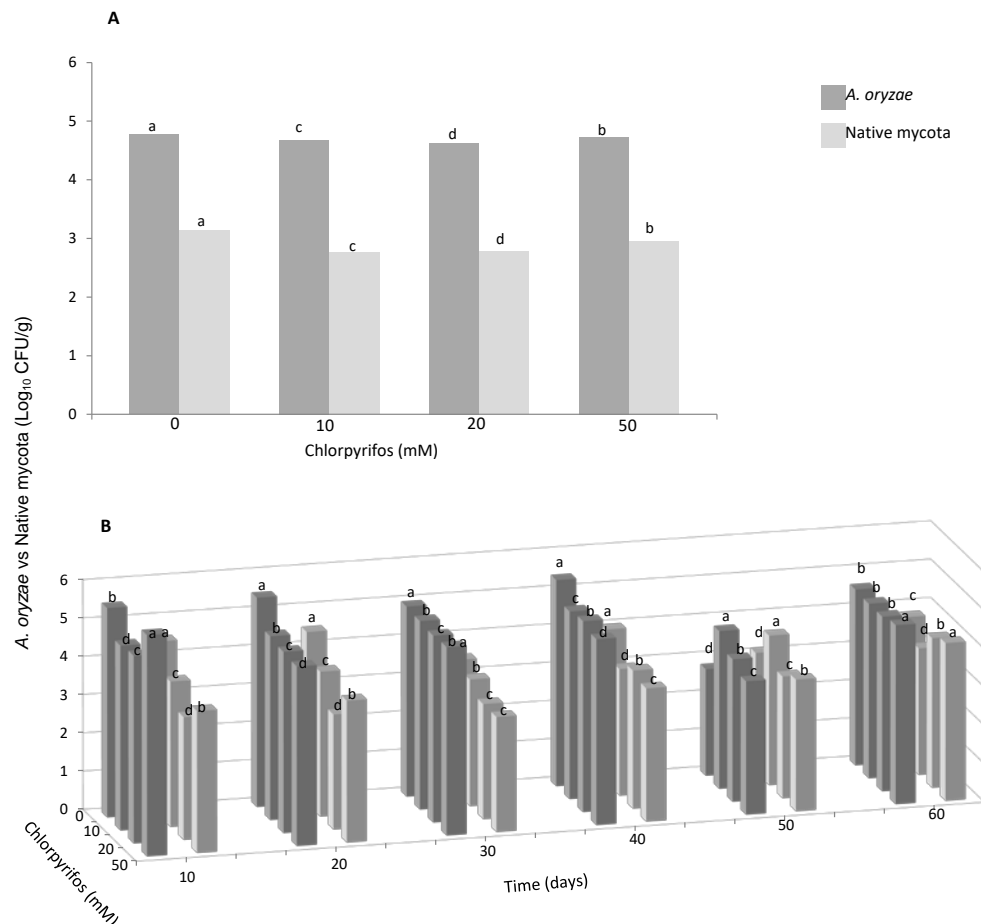 A
6
5
4
3
2
1
0
a
a
c
c
d
d
b
b
0
10
20
50
Chlorpyrifos (mM)
A. oryzae
Native mycota
A. oryzae vs Native mycota (Log₁₀ CFU/g)
B
6
5
4
3
2
1
0
b
d
c
a
a
c
d
b
a
b
c
d
a
c
d
b
a
b
c
b
a
b
c
c
a
c
b
d
a
d
b
c
d
a
b
c
d
a
c
b
b
b
b
a
c
d
b
a
0
10
20
50
Chlorpyrifos (mM)
10
20
30
40
50
60
Time (days)